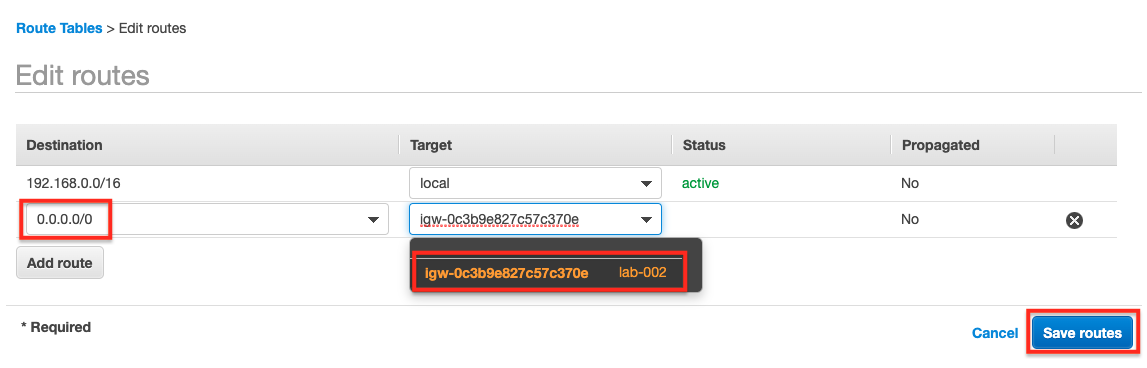 Route Tables > Edit routes
Edit routes
Destination Target Status Propagated
192.168.0.0/16 local active No
0.0.0.0/0 igw-0c3b9e827c57c370e No
Add route
igw-0c3b9e827c57c370e lab-002
* Required
Cancel Save routes